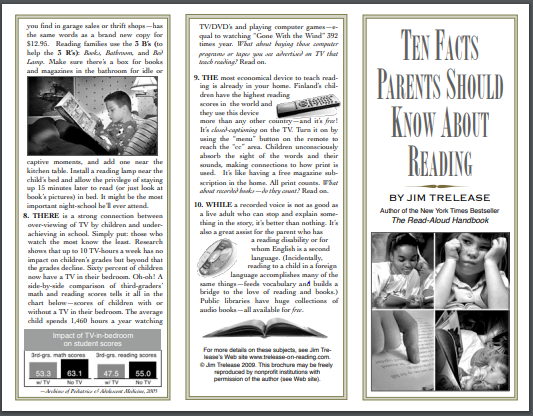 you find in garage sales or thrift shops—has
the same words as a brand new copy for
$12.95. Reading families use the 3 B's (to
help the 3 R's): Books, Bathroom, and Bed
Lamp. Make sure there's a box for books
and magazines in the bathroom for idle or
captive moments, and add one near the
kitchen table. Install a reading lamp near the
child's bed and allow the privilege of staying
up 15 minutes later to read (or just look at
book's pictures) in bed. It might be the most
important night-school he'll ever attend.
8. THERE is a strong connection between
over-viewing of TV by children and under-
achieving in school. Simply put: those who
watch the most know the least. Research
shows that up to 10 TV-hours a week has no
impact on children's grades but beyond that
the grades decline. Sixty percent of children
now have a TV in their bedroom. Oh-oh! A
side-by-side comparison of third-graders'
math and reading scores tells it all in the
chart below—scores of children with or
without a TV in their bedroom. The average
child spends 1,460 hours a year watching
Impact of TV-in-bedroom
on student scores
3rd-grs. math scores 3rd-grs. reading scores
53.3 63.1 47.5 55.0
w/ TV No TV w/ TV No TV
—Archives of Pediatrics & Adolescent Medicine, 2005
TV/DVD's and playing computer games—e-
qual to watching "Gone With the Wind" 392
times year. What about buying those computer
programs or tapes you see advertised on TV that
teach reading? Read on.
9. THE most economical device to teach read-
ing is already in your home. Finland's chil-
dren have the highest reading
scores in the world and
they use this device
more than any other country—and it's free!
It's closed-captioning on the TV. Turn it on by
using the "menu" button on the remote
to reach the "cc" area. Children unconsciously
absorb the sight of the words and their
sounds, making connections to how print is
used. It's like having a free magazine sub-
scription in the home. All print counts. What
about recorded books—do they count? Read on.
10. WHILE a recorded voice is not as good as
a live adult who can stop and explain some-
thing in the story, it's better than nothing. It's
also a great assist for the parent who has
a reading disability or for
whom English is a second
language. (Incidentally,
reading to a child in a foreign
language accomplishes many of the
same things—feeds vocabulary and builds a
bridge to the love of reading and books.)
Public libraries have huge collections of
audio books—all available for free.
For more details on these subjects, see Jim Tre-
lease's Web site www.trelease-on-reading.com.
© Jim Trelease 2009. This brochure may be freely
reproduced by nonprofit institutions with
permission of the author (see Web site).
TEN FACTS
PARENTS SHOULD
KNOW ABOUT
READING
BY JIM TRELEASE
Author of the New York Times Bestseller
The Read-Aloud Handbook